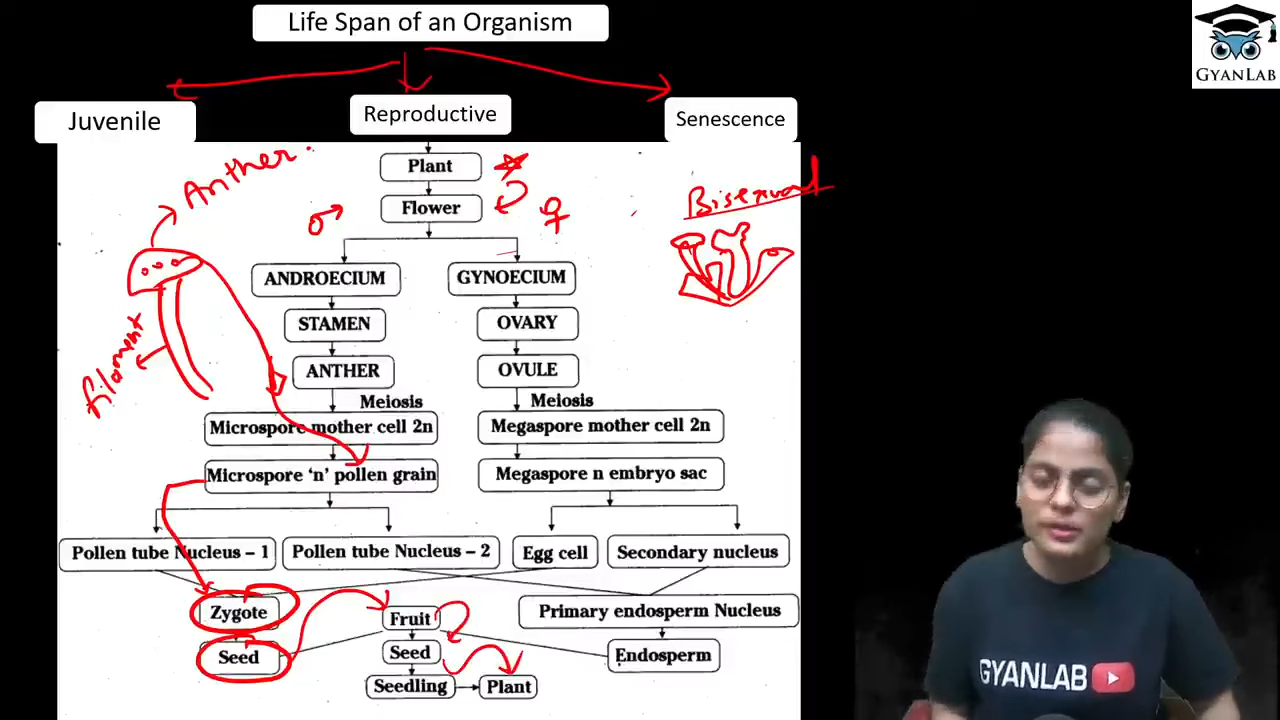 Life Span of an Organism
GYANLAB
Juvenile
Reproductive
Senescence
Anther
Plant
Bisexual
Flower
ANDROECIUM
GYNOECIUM
STAMEN
OVARY
filament
ANTHER
OVULE
Meiosis
Meiosis
Microspore mother cell 2n
Megaspore mother cell 2n
Microspore 'n' pollen grain
Megaspore n embryo sac
Pollen tube Nucleus – 1
Pollen tube Nucleus – 2
Egg cell
Secondary nucleus
Zygote
Fruit
Primary endosperm Nucleus
Seed
Seed
Endosperm
Seedling
Plant
GYANLAB